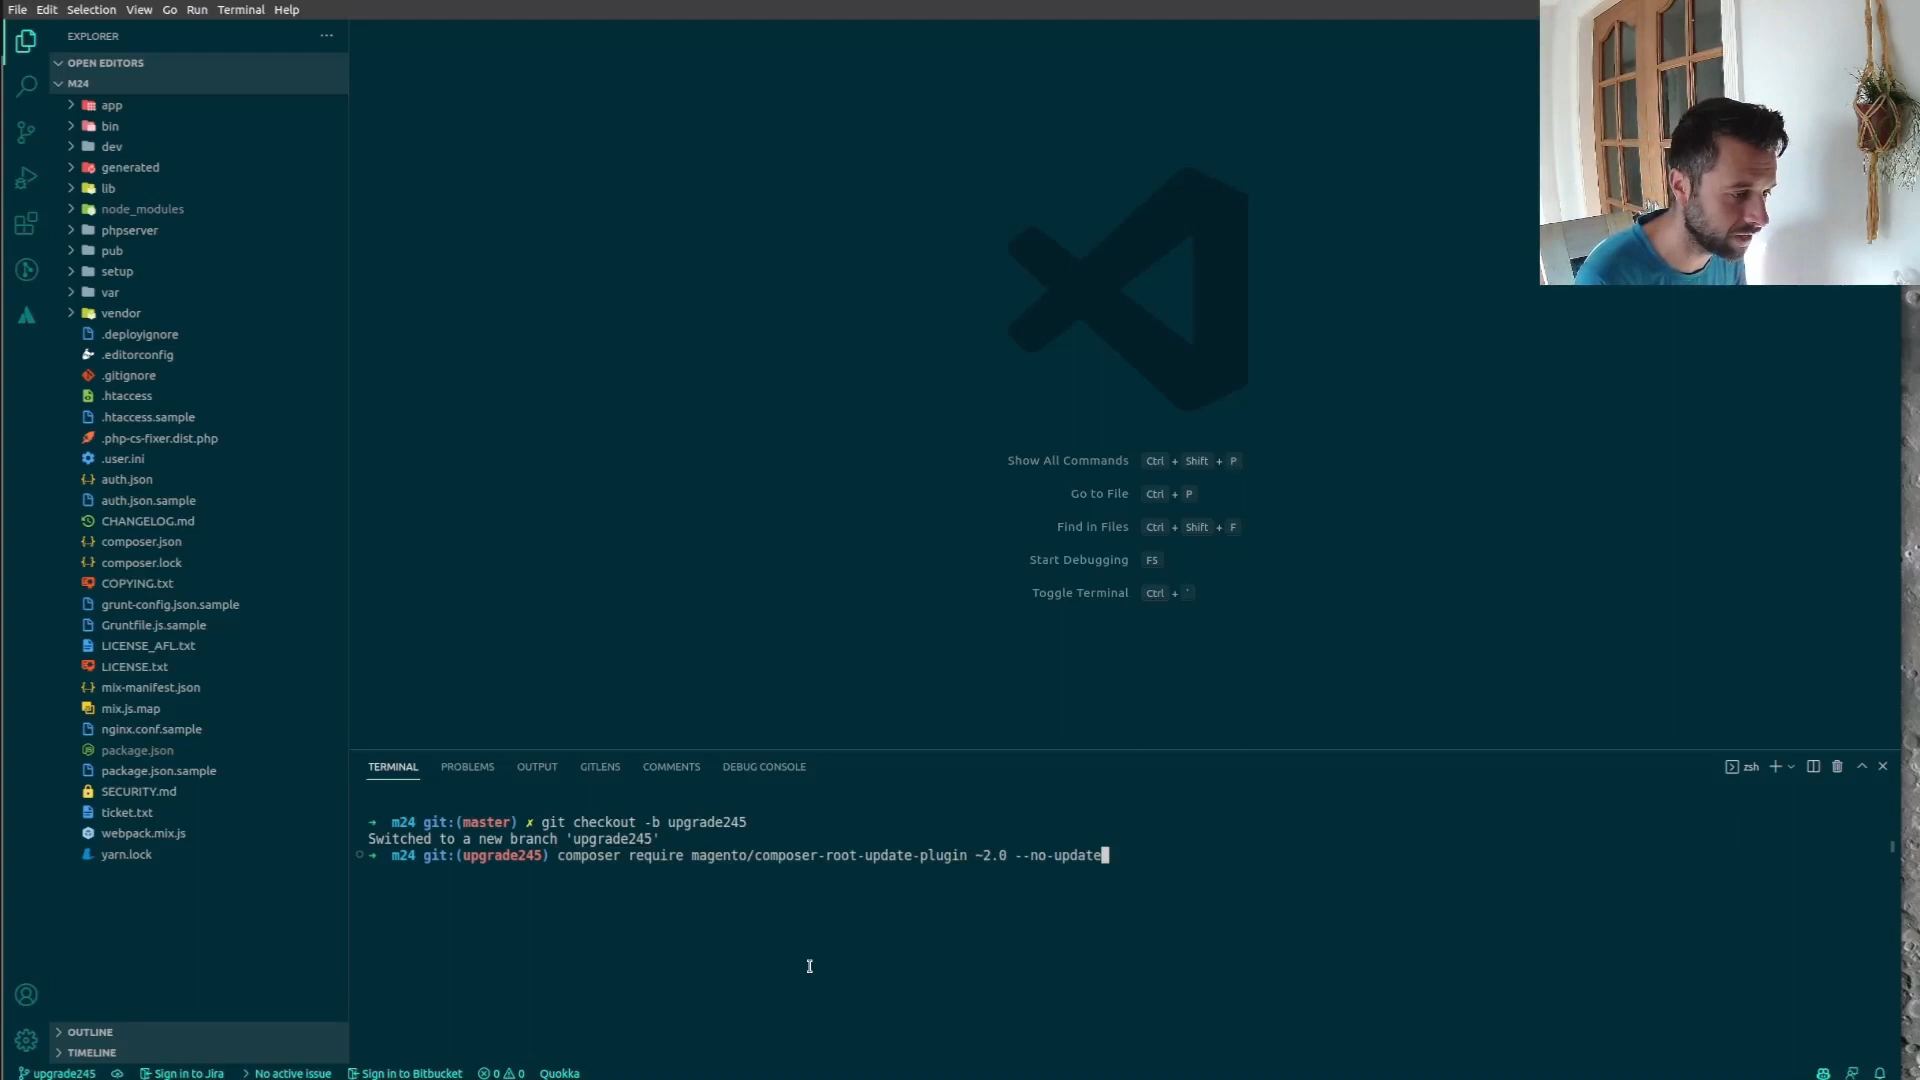 File Edit Selection View Go Run Terminal Help
EXPLORER
OPEN EDITORS
M24
app
bin
dev
generated
lib
node_modules
phpserver
pub
setup
var
vendor
.deployignore
.editorconfig
.gitignore
.htaccess
.htaccess.sample
.php-cs-fixer.dist.php
.user.ini
auth.json
auth.json.sample
CHANGELOG.md
composer.json
composer.lock
COPYING.txt
grunt-config.json.sample
Gruntfile.js.sample
LICENSE_AFL.txt
LICENSE.txt
mix-manifest.json
mix.js.map
nginx.conf.sample
package.json
package.json.sample
SECURITY.md
ticket.txt
webpack.mix.js
yarn.lock
OUTLINE
TIMELINE
Show All Commands Ctrl + Shift + P
Go to File Ctrl + P
Find in Files Ctrl + Shift + F
Start Debugging F5
Toggle Terminal Ctrl + `
TERMINAL PROBLEMS OUTPUT GITLENS COMMENTS DEBUG CONSOLE
zsh
→ m24 git:(master) ✗ git checkout -b upgrade245
Switched to a new branch 'upgrade245'
→ m24 git:(upgrade245) composer require magento/composer-root-update-plugin ~2.0 --no-update
upgrade245 Sign in to Jira No active issue Sign in to Bitbucket 0 0 Quokka